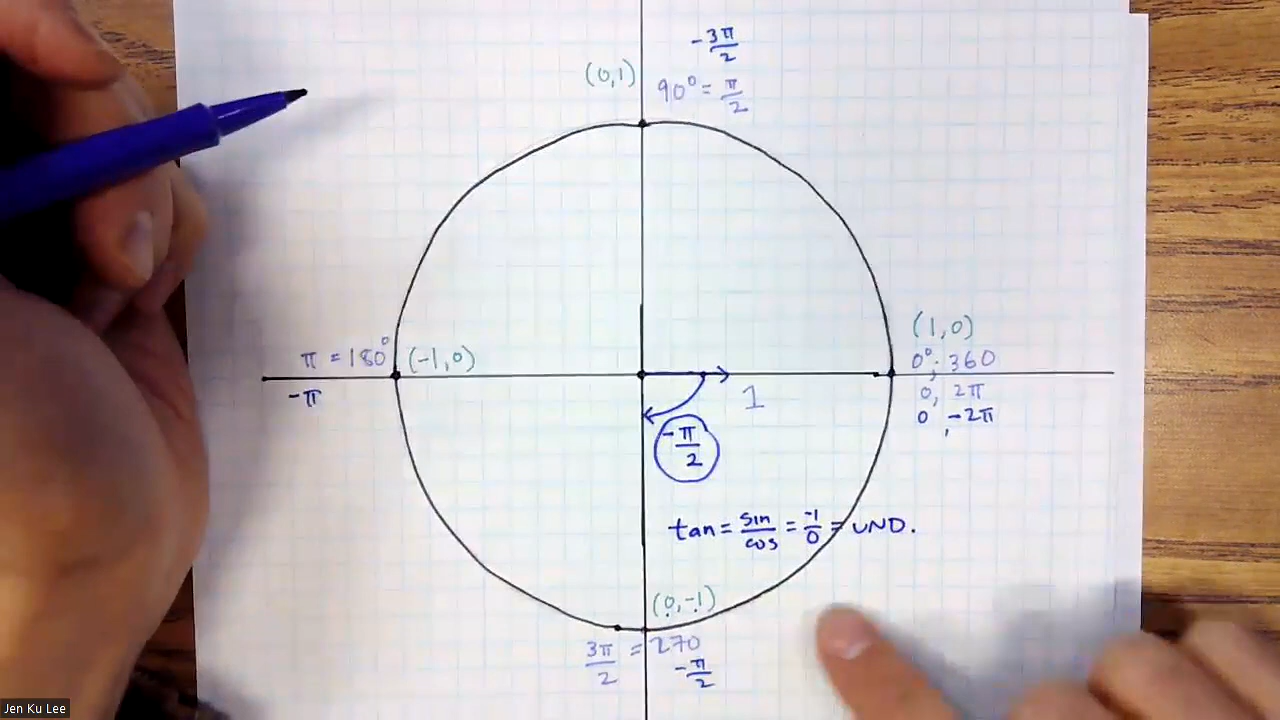 -3π/2
(0,1)
90° = π/2
(1,0)
π = 180° (-1,0)
0°; 360
-π
1
0, 2π
0, -2π
-π/2
tan = sin/cos = -1/0 = UND.
(0,-1)
3π/2 = 270
-π/2
Jen Ku Lee